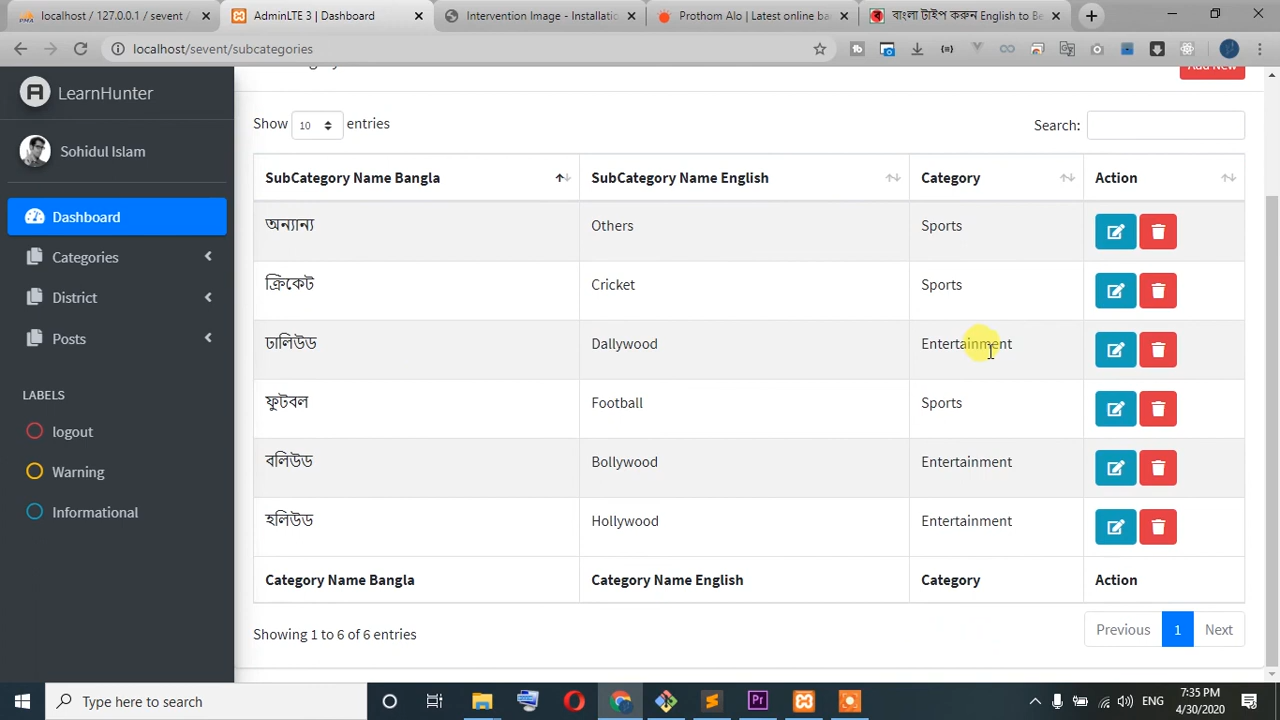 localhost / 127.0.0.1 / sevent /
AdminLTE 3 | Dashboard
Intervention Image - Installatio
Prothom Alo | Latest online ba
বাংলা টাইপ করুন English to Be
localhost/sevent/subcategories
LearnHunter
Sohidul Islam
Dashboard
Categories
District
Posts
LABELS
logout
Warning
Informational
Add New
Show 10 entries
Search:
SubCategory Name Bangla SubCategory Name English Category Action
অন্যান্য Others Sports
ক্রিকেট Cricket Sports
ঢালিউড Dallywood Entertainment
ফুটবল Football Sports
বলিউড Bollywood Entertainment
হলিউড Hollywood Entertainment
Category Name Bangla Category Name English Category Action
Showing 1 to 6 of 6 entries
Previous 1 Next
Type here to search
ENG
7:35 PM
4/30/2020